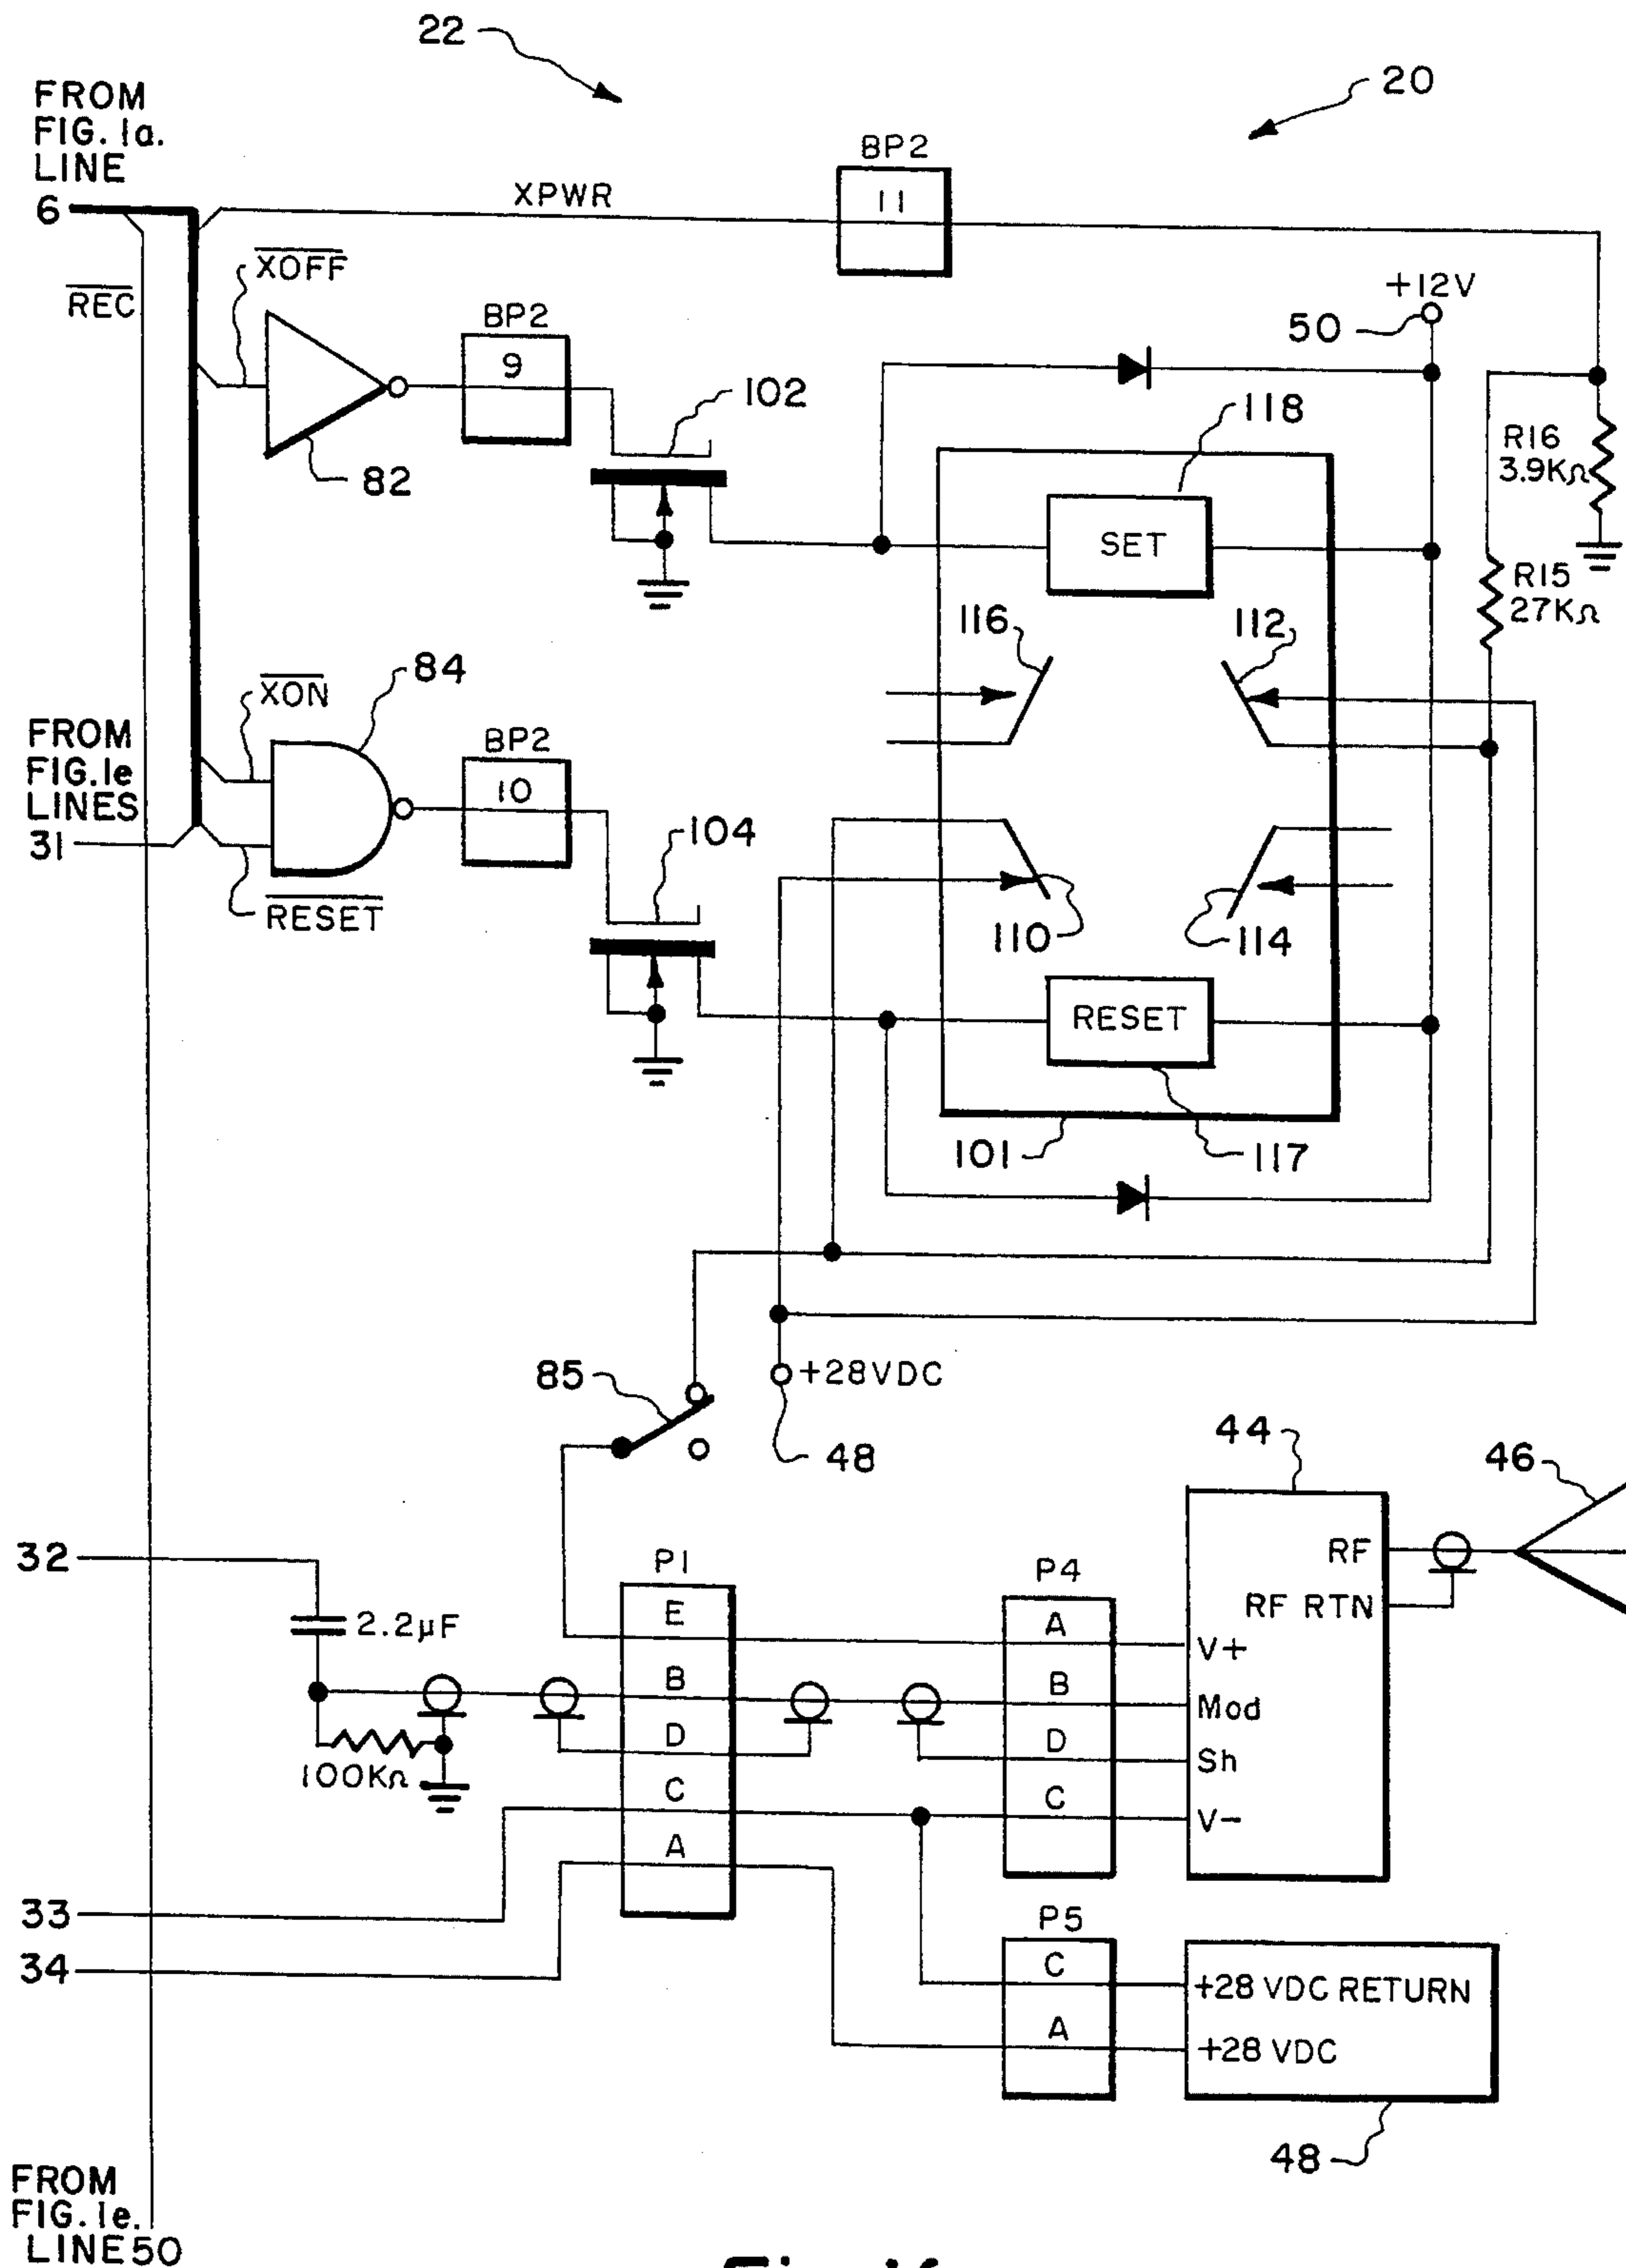 22
20
FROM
FIG. 1a.
LINE
6
BP2
11
XPWR
XOFF
REC
+12V
50
BP2
9
102
118
82
R16
3.9KΩ
SET
R15
27KΩ
116
112
84
XON
FROM
FIG.1e
LINES
31
BP2
10
104
RESET
110
114
RESET
101
117
85
+28VDC
48
44
46
32
P1
P4
RF
2.2µF
E
A
RF RTN
V+
B
B
Mod
D
D
Sh
100KΩ
C
C
V-
A
33
34
P5
C
+28 VDC RETURN
A
+28 VDC
48
FROM
FIG. 1e.
LINE 50